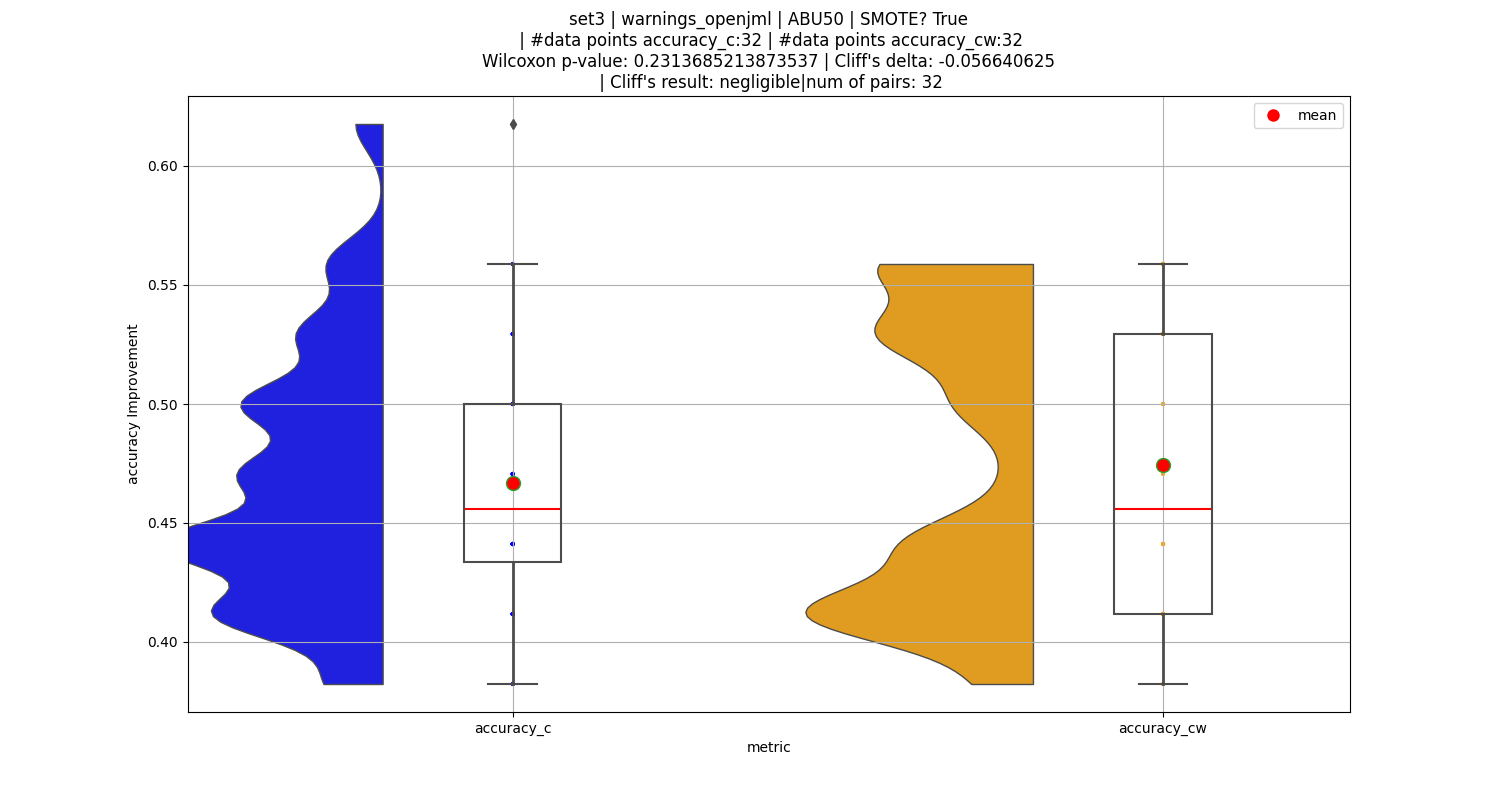 set3 | warnings_openjml | ABU50 | SMOTE? True
| #data points accuracy_c:32 | #data points accuracy_cw:32
Wilcoxon p-value: 0.2313685213873537 | Cliff's delta: -0.056640625
| Cliff's result: negligible|num of pairs: 32
mean
0.60
0.55
0.50
0.45
0.40
accuracy Improvement
accuracy_c
accuracy_cw
metric